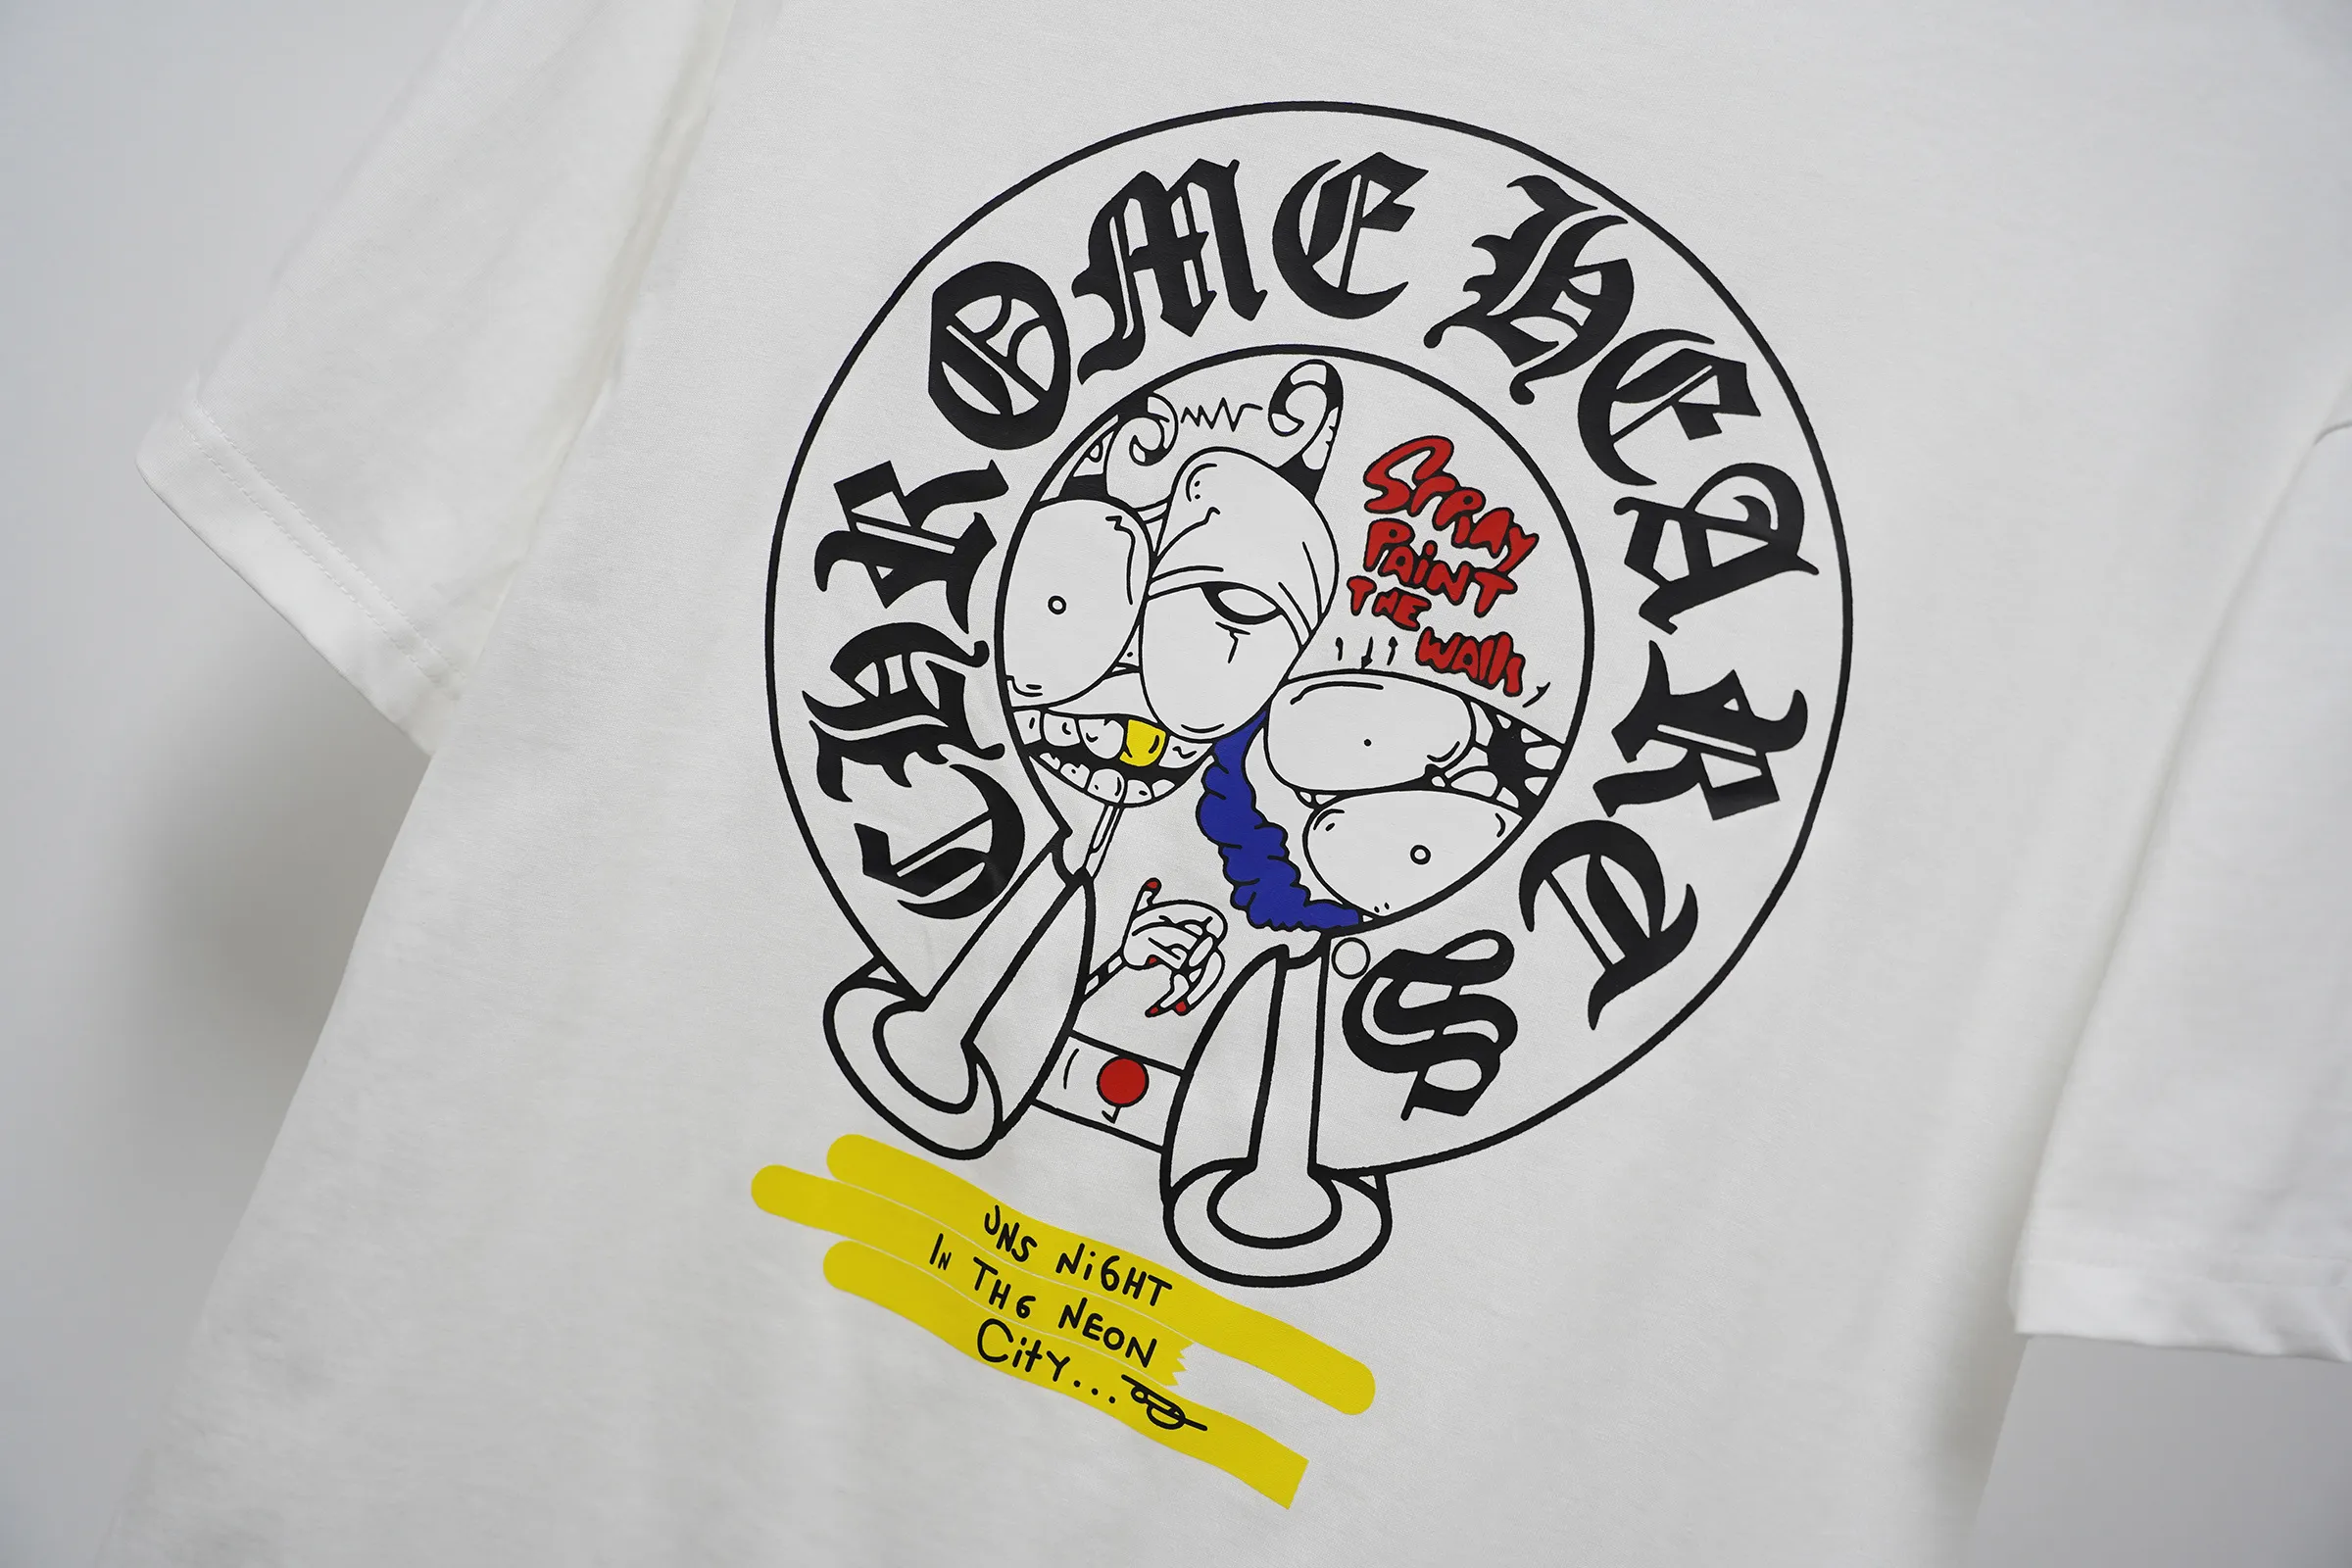 CHROME HEARTS
SPRAY
PAINT
THE
WALLS
UNS NiGHT
IN THG NEON
CitY...